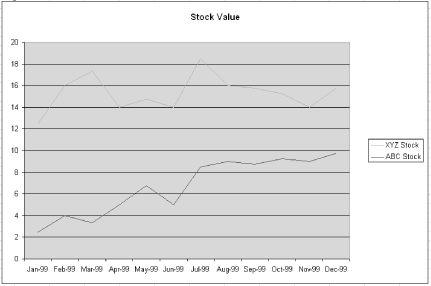 Stock Value
20
18
16
14
12
10
8
6
4
2
0
Jan-99 Feb-99 Mar-99 Apr-99 May-99 Jun-99 Jul-99 Aug-99 Sep-99 Oct-99 Nov-99 Dec-99
XYZ Stock
ABC Stock